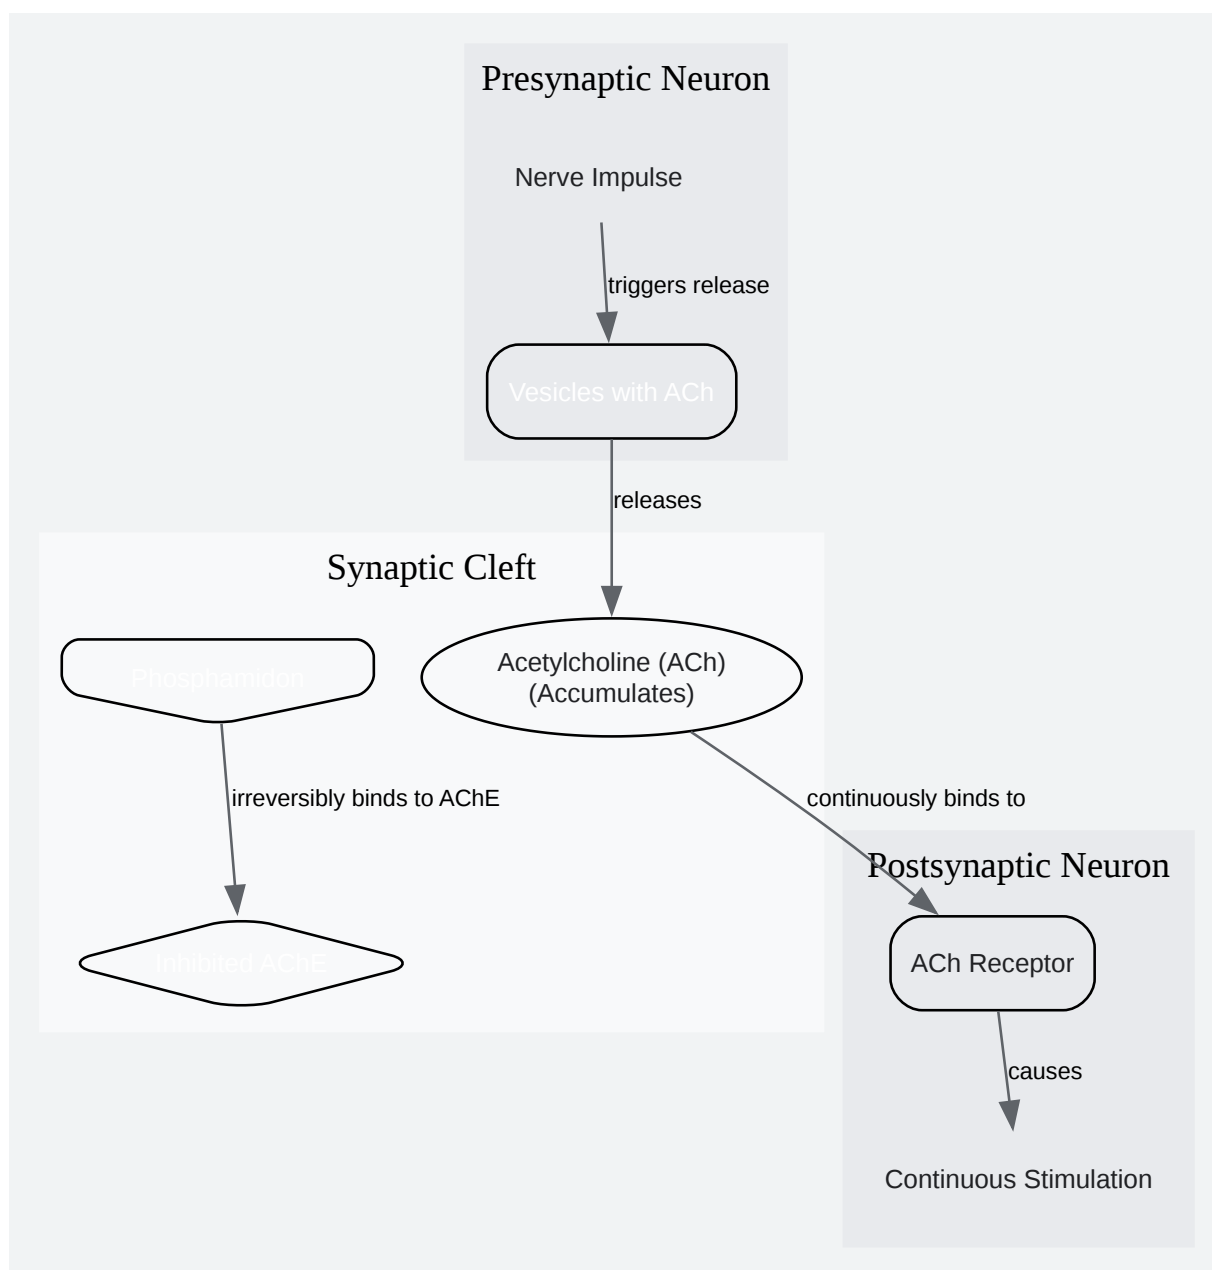 Presynaptic Neuron
Nerve Impulse
triggers release
Vesicles with ACh
releases
Synaptic Cleft
Phosphamidon
Acetylcholine (ACh)
(Accumulates)
irreversibly binds to AChE
continuously binds to
Postsynaptic Neuron
Inhibited AChE
ACh Receptor
causes
Continuous Stimulation